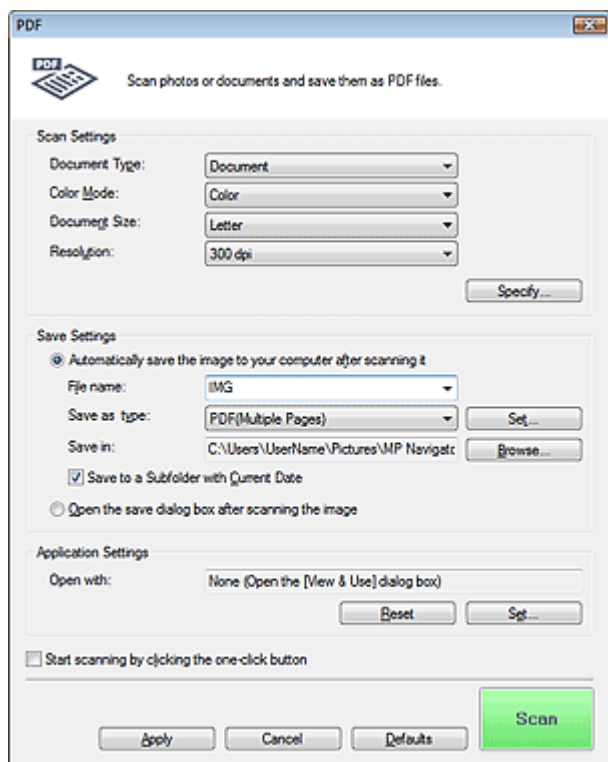 PDF
PDF
Scan photos or documents and save them as PDF files.
Scan Settings
Document Type: Document
Color Mode: Color
Document Size: Letter
Resolution: 300 dpi
Specify...
Save Settings
Automatically save the image to your computer after scanning it
File name: IMG
Save as type: PDF(Multiple Pages) Set...
Save in: C:\Users\UserName\Pictures\MP Navigatc Browse...
Save to a Subfolder with Current Date
Open the save dialog box after scanning the image
Application Settings
Open with: None (Open the [View & Use] dialog box)
Reset Set...
Start scanning by clicking the one-click button
Scan
Apply Cancel Defaults